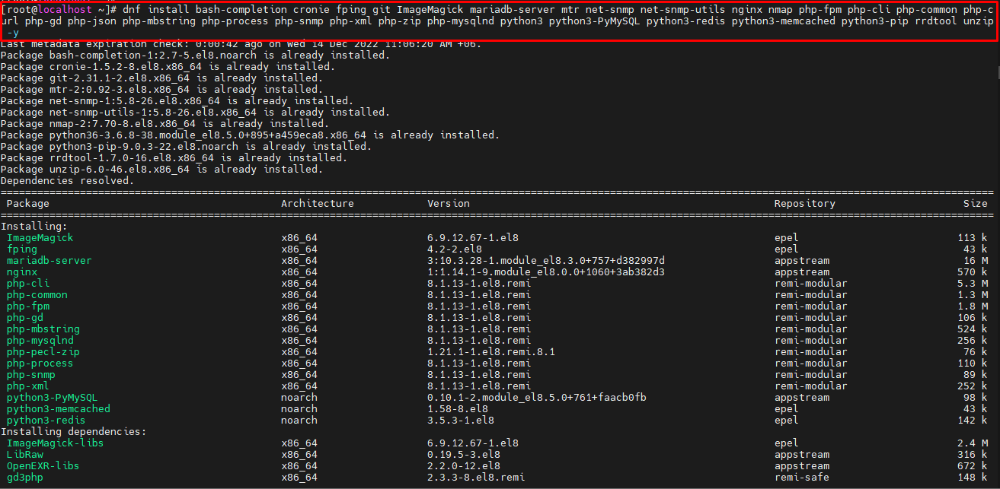 [root@localhost ~]# dnf install bash-completion cronie fping git ImageMagick mariadb-server mtr net-snmp net-snmp-utils nginx nmap php-fpm php-cli php-common php-c
url php-gd php-json php-mbstring php-process php-snmp php-xml php-zip php-mysqlnd python3 python3-PyMySQL python3-redis python3-memcached python3-pip rrdtool unzip
-y
Last metadata expiration check: 0:00:42 ago on Wed 14 Dec 2022 11:06:20 AM +06.
Package bash-completion-1:2.7-5.el8.noarch is already installed.
Package cronie-1.5.2-8.el8.x86_64 is already installed.
Package git-2.31.1-2.el8.x86_64 is already installed.
Package mtr-2:0.92-3.el8.x86_64 is already installed.
Package net-snmp-1:5.8-26.el8.x86_64 is already installed.
Package net-snmp-utils-1:5.8-26.el8.x86_64 is already installed.
Package nmap-2:7.70-8.el8.x86_64 is already installed.
Package python36-3.6.8-38.module_el8.5.0+895+a459eca8.x86_64 is already installed.
Package python3-pip-9.0.3-22.el8.noarch is already installed.
Package rrdtool-1.7.0-16.el8.x86_64 is already installed.
Package unzip-6.0-46.el8.x86_64 is already installed.
Dependencies resolved.
Package Architecture Version Repository Size
Installing:
ImageMagick x86_64 6.9.12.67-1.el8 epel 113 k
fping x86_64 4.2-2.el8 epel 43 k
mariadb-server x86_64 3:10.3.28-1.module_el8.3.0+757+d382997d appstream 16 M
nginx x86_64 1:1.14.1-9.module_el8.0.0+1060+3ab382d3 appstream 570 k
php-cli x86_64 8.1.13-1.el8.remi remi-modular 5.3 M
php-common x86_64 8.1.13-1.el8.remi remi-modular 1.3 M
php-fpm x86_64 8.1.13-1.el8.remi remi-modular 1.8 M
php-gd x86_64 8.1.13-1.el8.remi remi-modular 106 k
php-mbstring x86_64 8.1.13-1.el8.remi remi-modular 524 k
php-mysqlnd x86_64 8.1.13-1.el8.remi remi-modular 256 k
php-pecl-zip x86_64 1.21.1-1.el8.remi.8.1 remi-modular 76 k
php-process x86_64 8.1.13-1.el8.remi remi-modular 110 k
php-snmp x86_64 8.1.13-1.el8.remi remi-modular 89 k
php-xml x86_64 8.1.13-1.el8.remi remi-modular 252 k
python3-PyMySQL noarch 0.10.1-2.module_el8.5.0+761+faacb0fb appstream 98 k
python3-memcached noarch 1.58-8.el8 epel 43 k
python3-redis noarch 3.5.3-1.el8 epel 142 k
Installing dependencies:
ImageMagick-libs x86_64 6.9.12.67-1.el8 epel 2.4 M
LibRaw x86_64 0.19.5-3.el8 appstream 316 k
OpenEXR-libs x86_64 2.2.0-12.el8 appstream 672 k
gd3php x86_64 2.3.3-8.el8.remi remi-safe 148 k